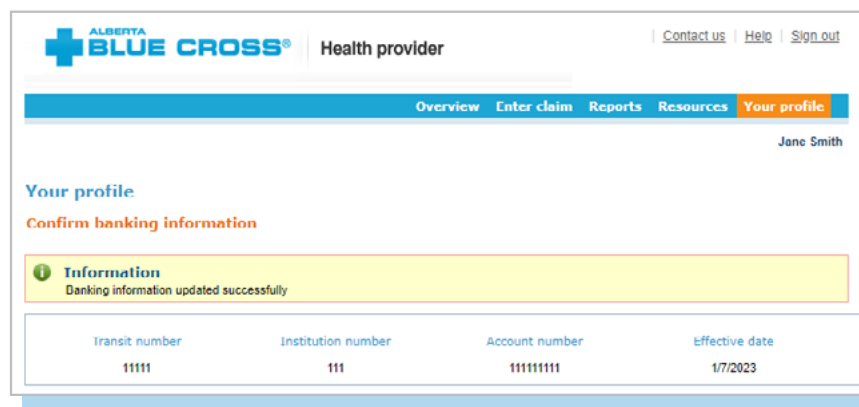 ALBERTA
BLUE CROSS® Health provider
Contact us | Help | Sign out
Overview Enter claim Reports Resources Your profile
Jane Smith
Your profile
Confirm banking information
Information
Banking information updated successfully
Transit number Institution number Account number Effective date
11111 111 111111111 1/7/2023